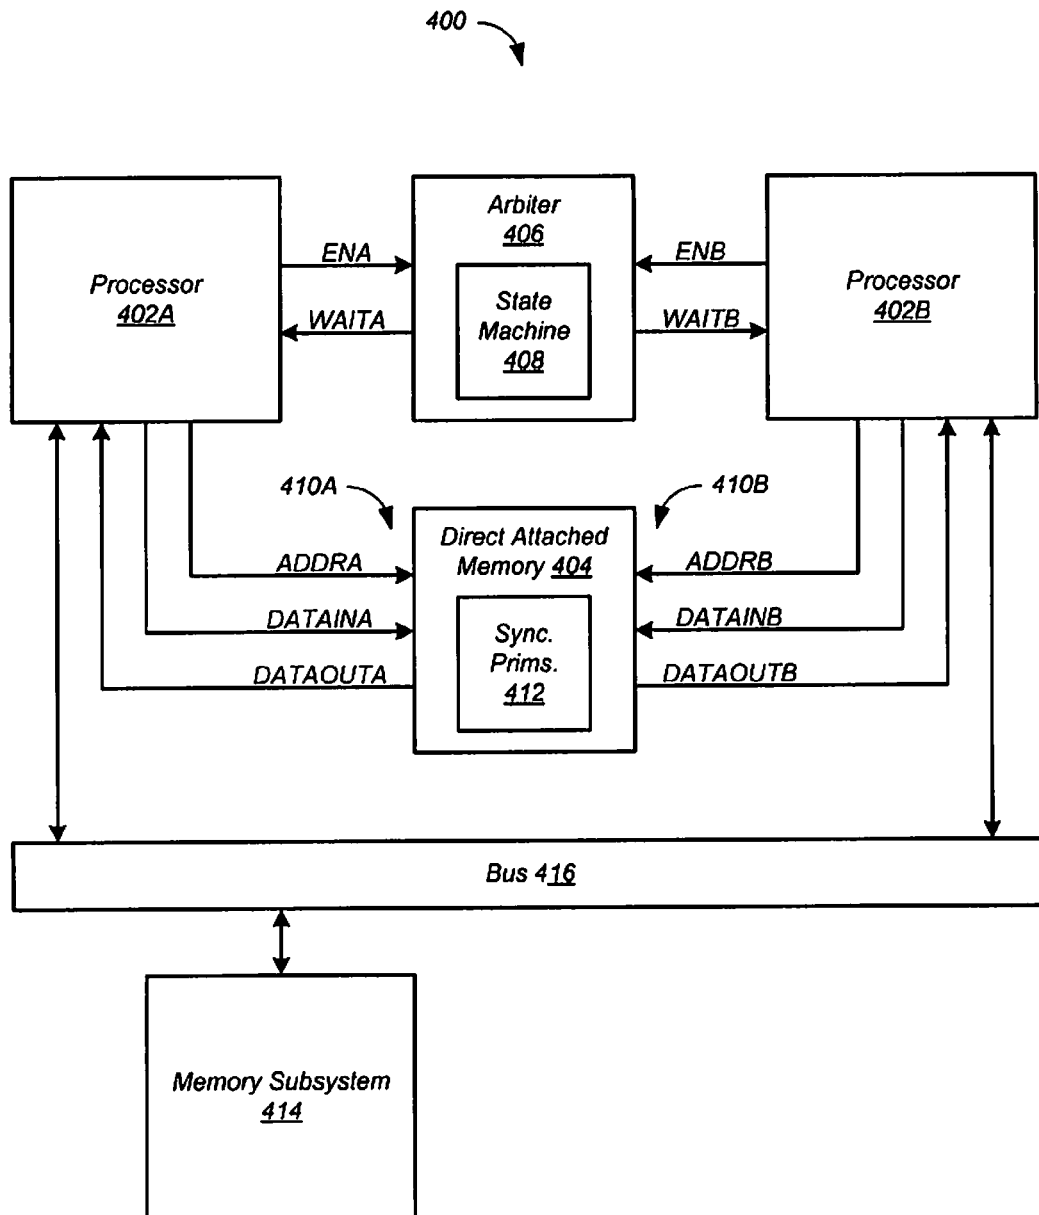 400
Processor
402A
ENA
WAITA
Arbiter
406
State
Machine
408
ENB
WAITB
Processor
402B
410A
410B
Direct Attached
Memory 404
Sync.
Prims.
412
ADDRA
DATAINA
DATAOUTA
ADDRB
DATAINB
DATAOUTB
Bus 416
Memory Subsystem
414